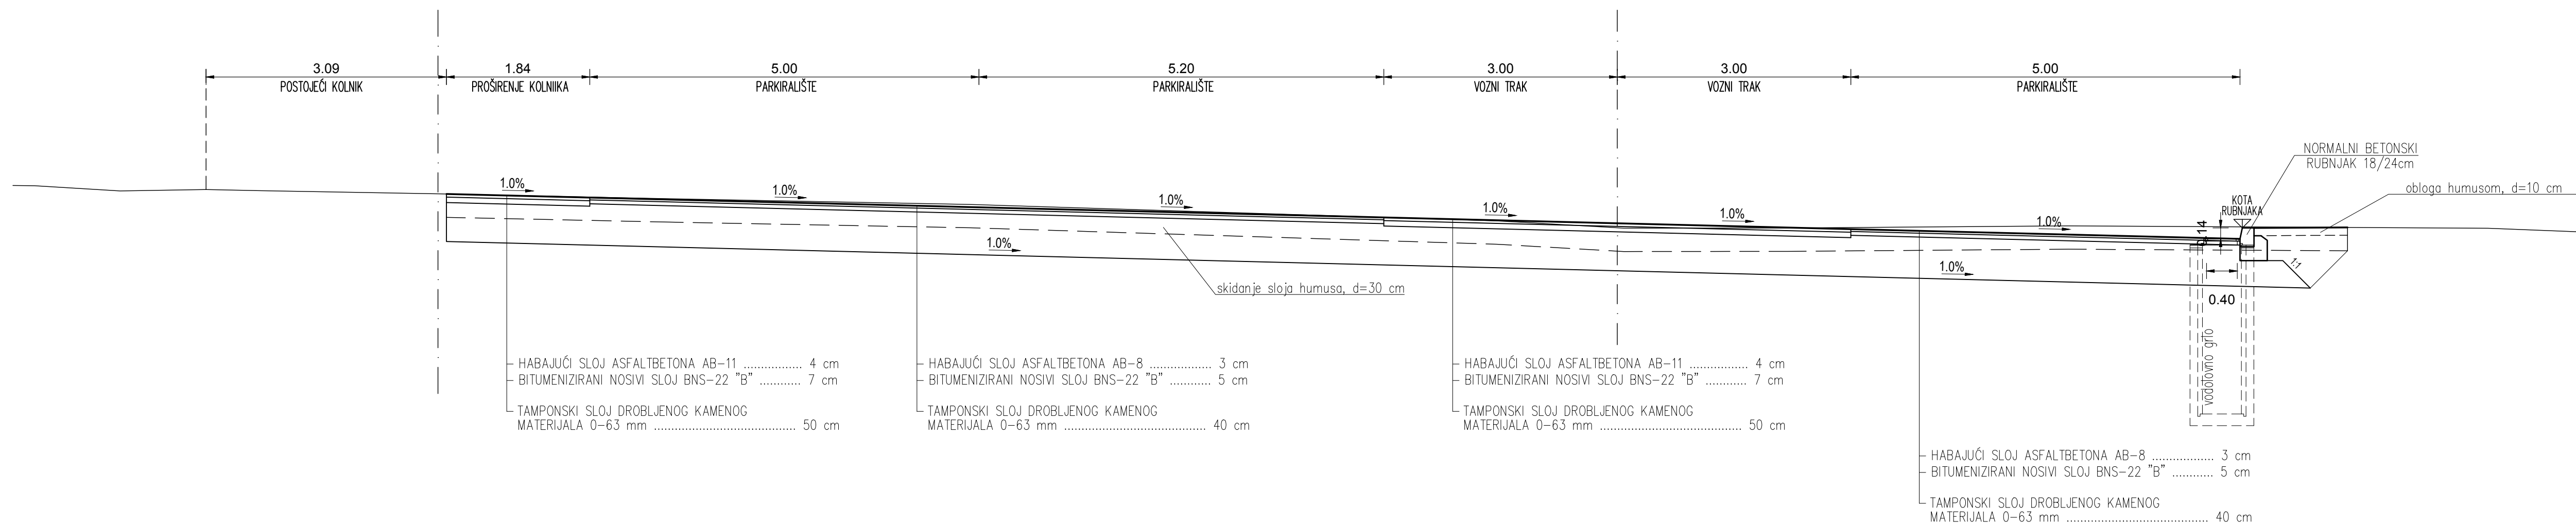 3.09
POSTOJEĆI KOLNIK
1.84
PROŠIRENJE KOLNIIKA
5.00
PARKIRALIŠTE
5.20
PARKIRALIŠTE
3.00
VOZNI TRAK
3.00
VOZNI TRAK
5.00
PARKIRALIŠTE
NORMALNI BETONSKI
RUBNJAK 18/24cm
obloga humusom, d=10 cm
KOTA
RUBNJAKA
1.0%
1.0%
1.0%
1.0%
1.0%
1.0%
1.0%
1.0%
1:1
0.40
skidanje sloja humusa, d=30 cm
vodolovno grlo
HABAJUĆI SLOJ ASFALTBETONA AB-11 ................. 4 cm
BITUMENIZIRANI NOSIVI SLOJ BNS-22 "B" ............ 7 cm
TAMPONSKI SLOJ DROBLJENOG KAMENOG
MATERIJALA 0-63 mm ......................................... 50 cm
HABAJUĆI SLOJ ASFALTBETONA AB-8 .................. 3 cm
BITUMENIZIRANI NOSIVI SLOJ BNS-22 "B" ............ 5 cm
TAMPONSKI SLOJ DROBLJENOG KAMENOG
MATERIJALA 0-63 mm ......................................... 40 cm
HABAJUĆI SLOJ ASFALTBETONA AB-11 ................. 4 cm
BITUMENIZIRANI NOSIVI SLOJ BNS-22 "B" ............ 7 cm
TAMPONSKI SLOJ DROBLJENOG KAMENOG
MATERIJALA 0-63 mm ......................................... 50 cm
HABAJUĆI SLOJ ASFALTBETONA AB-8 .................. 3 cm
BITUMENIZIRANI NOSIVI SLOJ BNS-22 "B" ............ 5 cm
TAMPONSKI SLOJ DROBLJENOG KAMENOG
MATERIJALA 0-63 mm ......................................... 40 cm